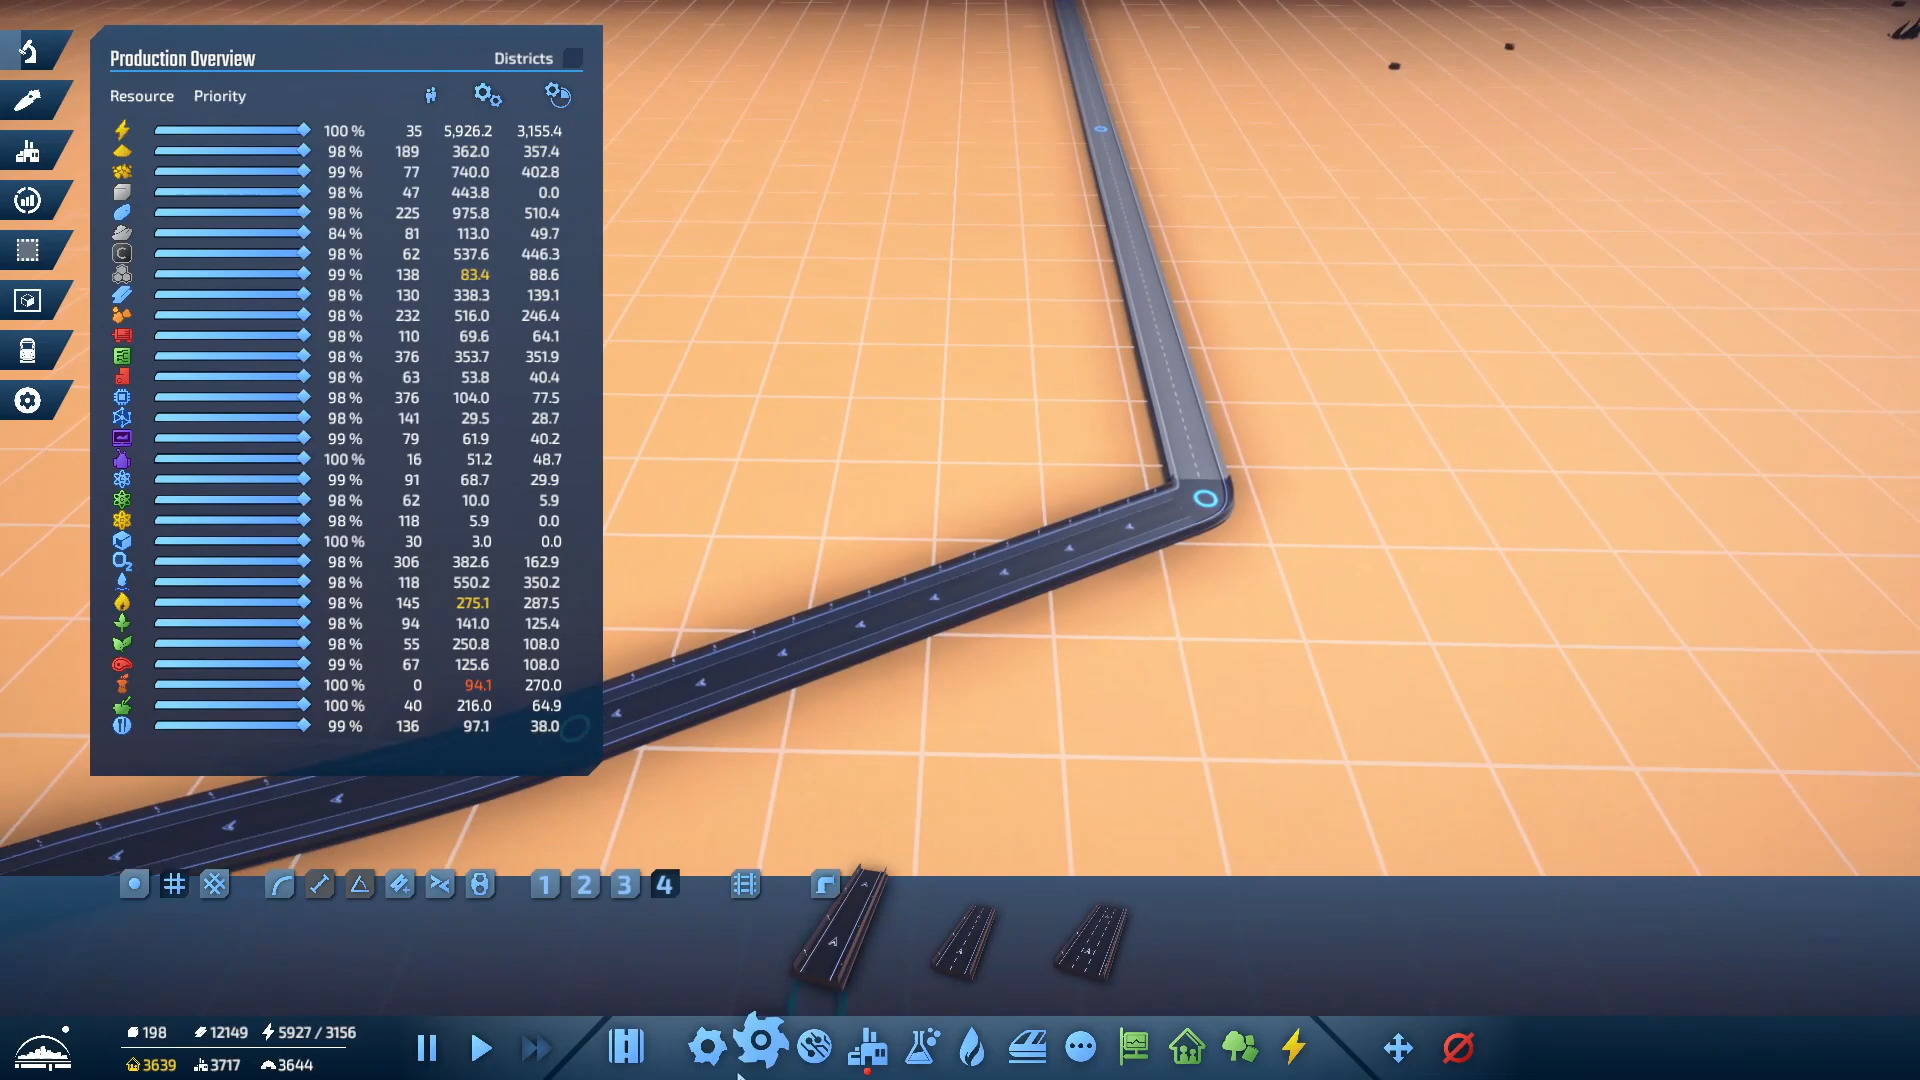 Production Overview Districts
Resource Priority
100 % 35 5,926.2 3,155.4
98 % 189 362.0 357.4
99 % 77 740.0 402.8
98 % 47 443.8 0.0
98 % 225 975.8 510.4
84 % 81 113.0 49.7
C 98 % 62 537.6 446.3
99 % 138 83.4 88.6
98 % 130 338.3 139.1
98 % 232 516.0 246.4
98 % 110 69.6 64.1
98 % 376 353.7 351.9
98 % 63 53.8 40.4
98 % 376 104.0 77.5
98 % 141 29.5 28.7
99 % 79 61.9 40.2
100 % 16 51.2 48.7
99 % 91 68.7 29.9
98 % 62 10.0 5.9
98 % 118 5.9 0.0
100 % 30 3.0 0.0
O2 98 % 306 382.6 162.9
98 % 118 550.2 350.2
98 % 145 275.1 287.5
98 % 94 141.0 125.4
98 % 55 250.8 108.0
99 % 67 125.6 108.0
100 % 0 94.1 270.0
100 % 40 216.0 64.9
99 % 136 97.1 38.0
1 2 3 4
198 12149 5927 / 3156
3639 3717 3644